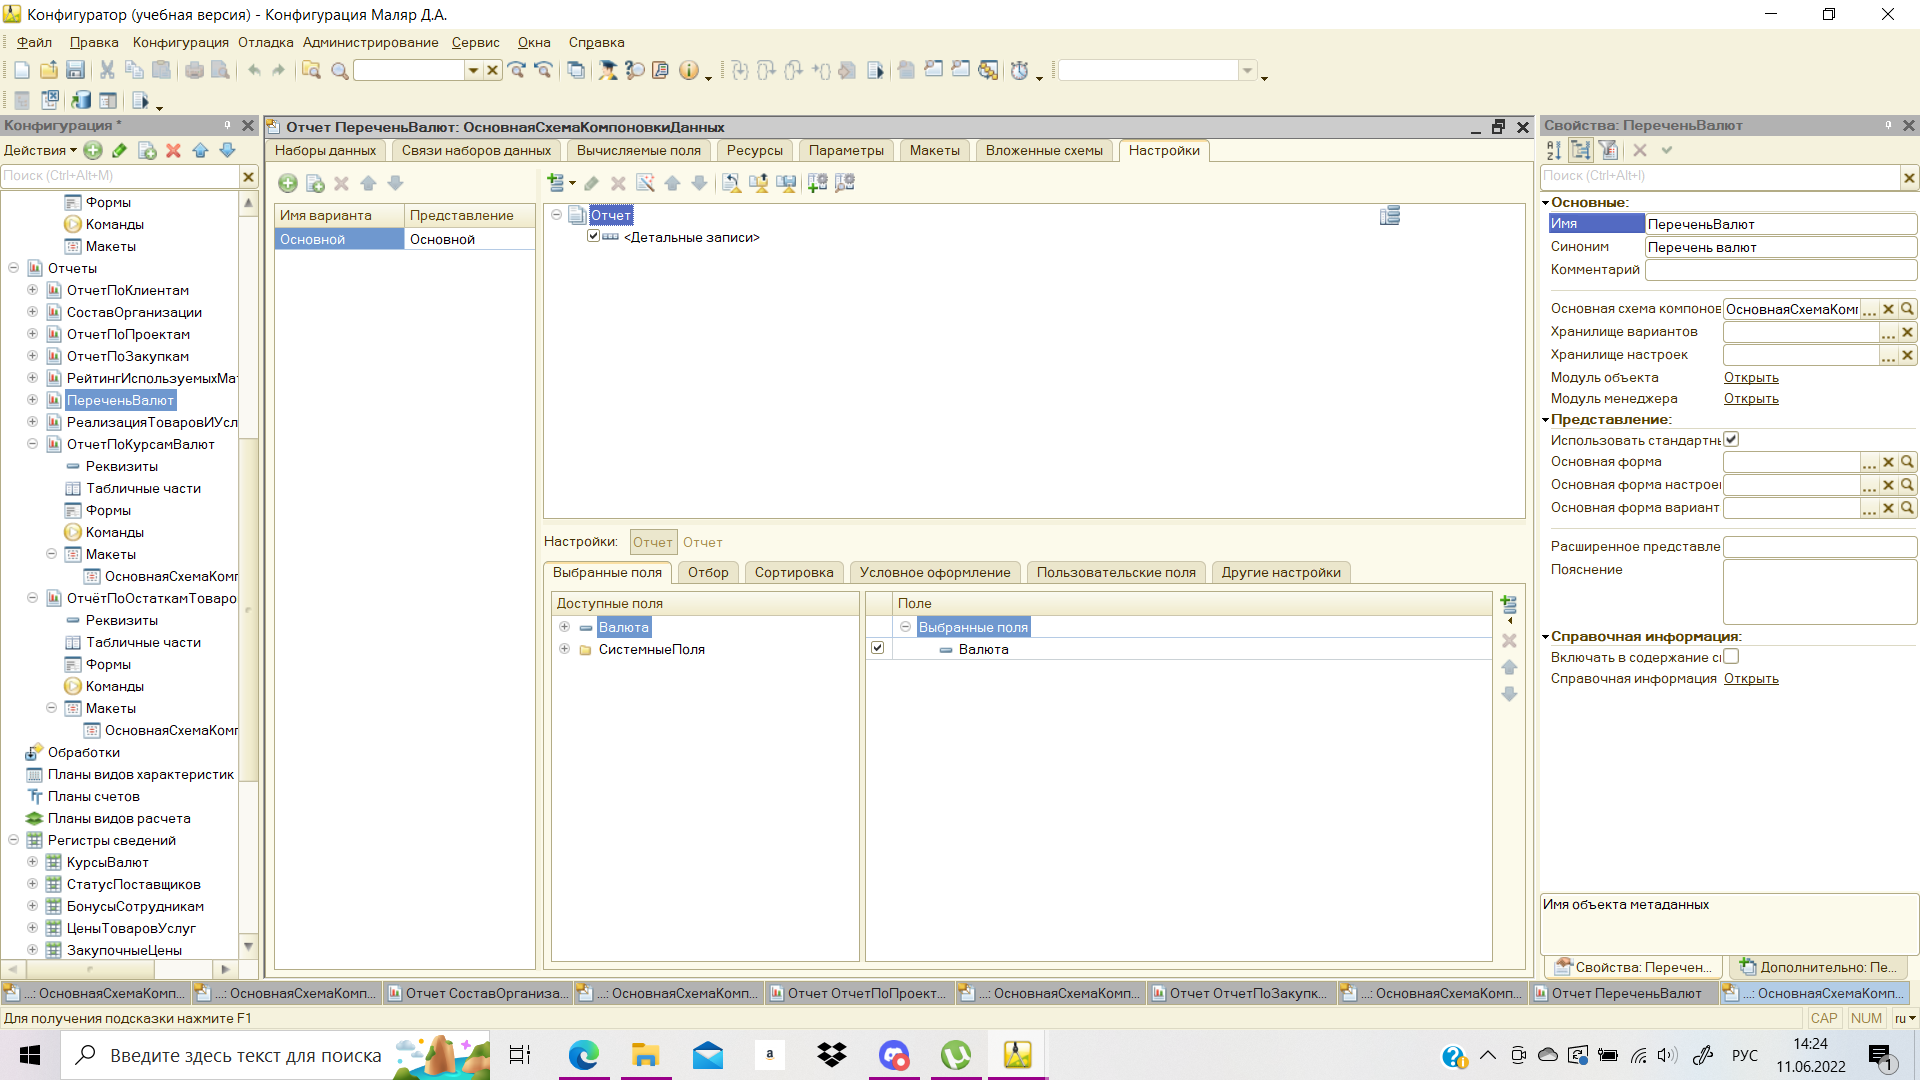 Конфигуратор (учебная версия) - Конфигурация Маляр Д.А.
Файл Правка Конфигурация Отладка Администрирование Сервис Окна Справка
Конфигурация *
Действия
Поиск (Ctrl+Alt+M)
Формы
Команды
Макеты
Отчеты
ОтчетПоКлиентам
СоставОрганизации
ОтчетПоПроектам
ОтчетПоЗакупкам
РейтингИспользуемыхМат
ПереченьВалют
РеализацияТоваровИУсл
ОтчетПоКурсамВалют
Реквизиты
Табличные части
Формы
Команды
Макеты
ОсновнаяСхемаКомп
ОтчётПоОстаткамТоваро
Реквизиты
Табличные части
Формы
Команды
Макеты
ОсновнаяСхемаКомп
Обработки
Планы видов характеристик
Планы счетов
Планы видов расчета
Регистры сведений
КурсыВалют
СтатусПоставщиков
БонусыСотрудникам
ЦеныТоваровУслуг
ЗакупочныеЦены
Отчет ПереченьВалют: ОсновнаяСхемаКомпоновкиДанных
Наборы данных Связи наборов данных Вычисляемые поля Ресурсы Параметры Макеты Вложенные схемы Настройки
Имя варианта Представление
Основной Основной
Отчет
<Детальные записи>
Настройки: Отчет Отчет
Выбранные поля Отбор Сортировка Условное оформление Пользовательские поля Другие настройки
Доступные поля
Валюта
СистемныеПоля
Поле
Выбранные поля
Валюта
Свойства: ПереченьВалют
Поиск (Ctrl+Alt+I)
Основные:
Имя ПереченьВалют
Синоним Перечень валют
Комментарий
Основная схема компонов ОсновнаяСхемаКомп ...
Хранилище вариантов ...
Хранилище настроек ...
Модуль объекта Открыть
Модуль менеджера Открыть
Представление:
Использовать стандартны
Основная форма ...
Основная форма настроек ...
Основная форма вариант ...
Расширенное представле
Пояснение
Справочная информация:
Включать в содержание с
Справочная информация Открыть
Имя объекта метаданных
Свойства: Перечен... Дополнительно: Пе...
...: ОсновнаяСхемаКомп... ...: ОсновнаяСхемаКомп... Отчет СоставОрганиза... ...: ОсновнаяСхемаКомп... Отчет ОтчетПоПроект... ...: ОсновнаяСхемаКомп... Отчет ОтчетПоЗакупк... ...: ОсновнаяСхемаКомп... Отчет ПереченьВалют ...: ОсновнаяСхемаКомп...
Для получения подсказки нажмите F1
CAP NUM ru
Введите здесь текст для поиска
a
РУС
14:24
11.06.2022
1